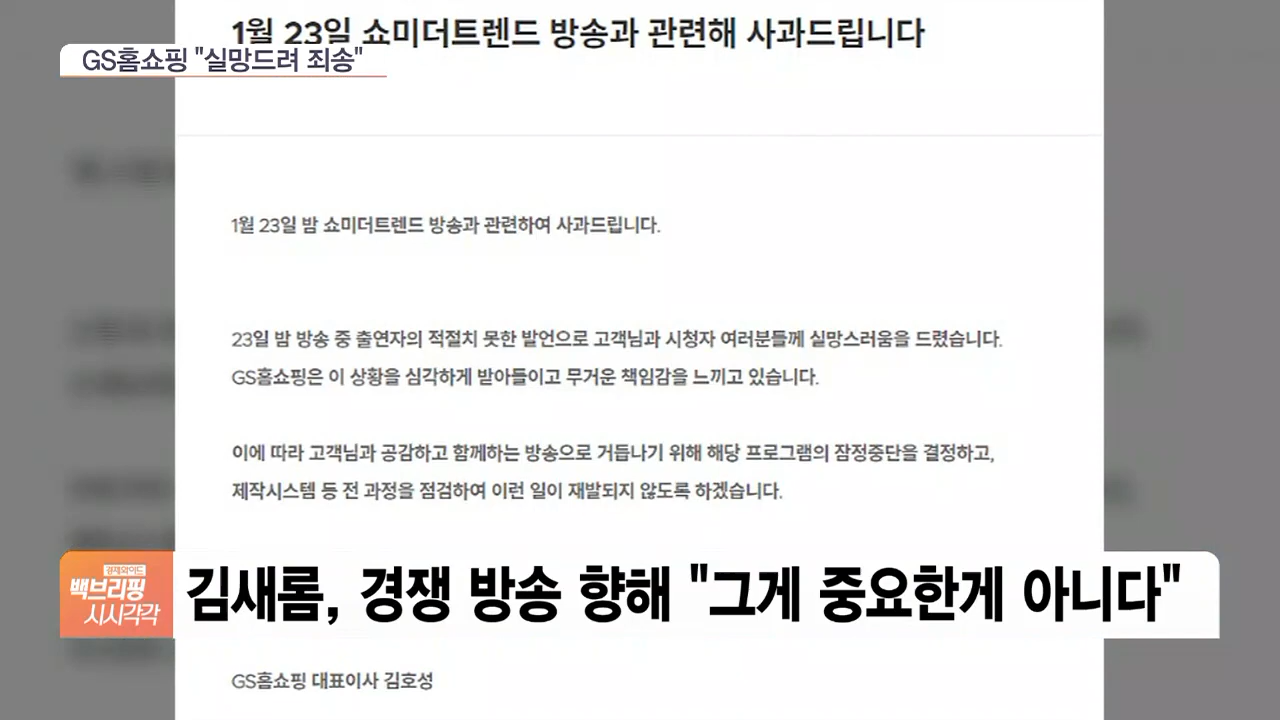 1월 23일 쇼미더트렌드 방송과 관련해 사과드립니다
GS홈쇼핑 "실망드려 죄송"
1월 23일 밤 쇼미더트렌드 방송과 관련하여 사과드립니다.
23일 밤 방송 중 출연자의 적절치 못한 발언으로 고객님과 시청자 여러분들께 실망스러움을 드렸습니다.
GS홈쇼핑은 이 상황을 심각하게 받아들이고 무거운 책임감을 느끼고 있습니다.
이에 따라 고객님과 공감하고 함께하는 방송으로 거듭나기 위해 해당 프로그램의 잠정중단을 결정하고,
제작시스템 등 전 과정을 점검하여 이런 일이 재발되지 않도록 하겠습니다.
경제와이드
백브리핑
시시각각
김새롬, 경쟁 방송 향해 "그게 중요한게 아니다"
GS홈쇼핑 대표이사 김호성